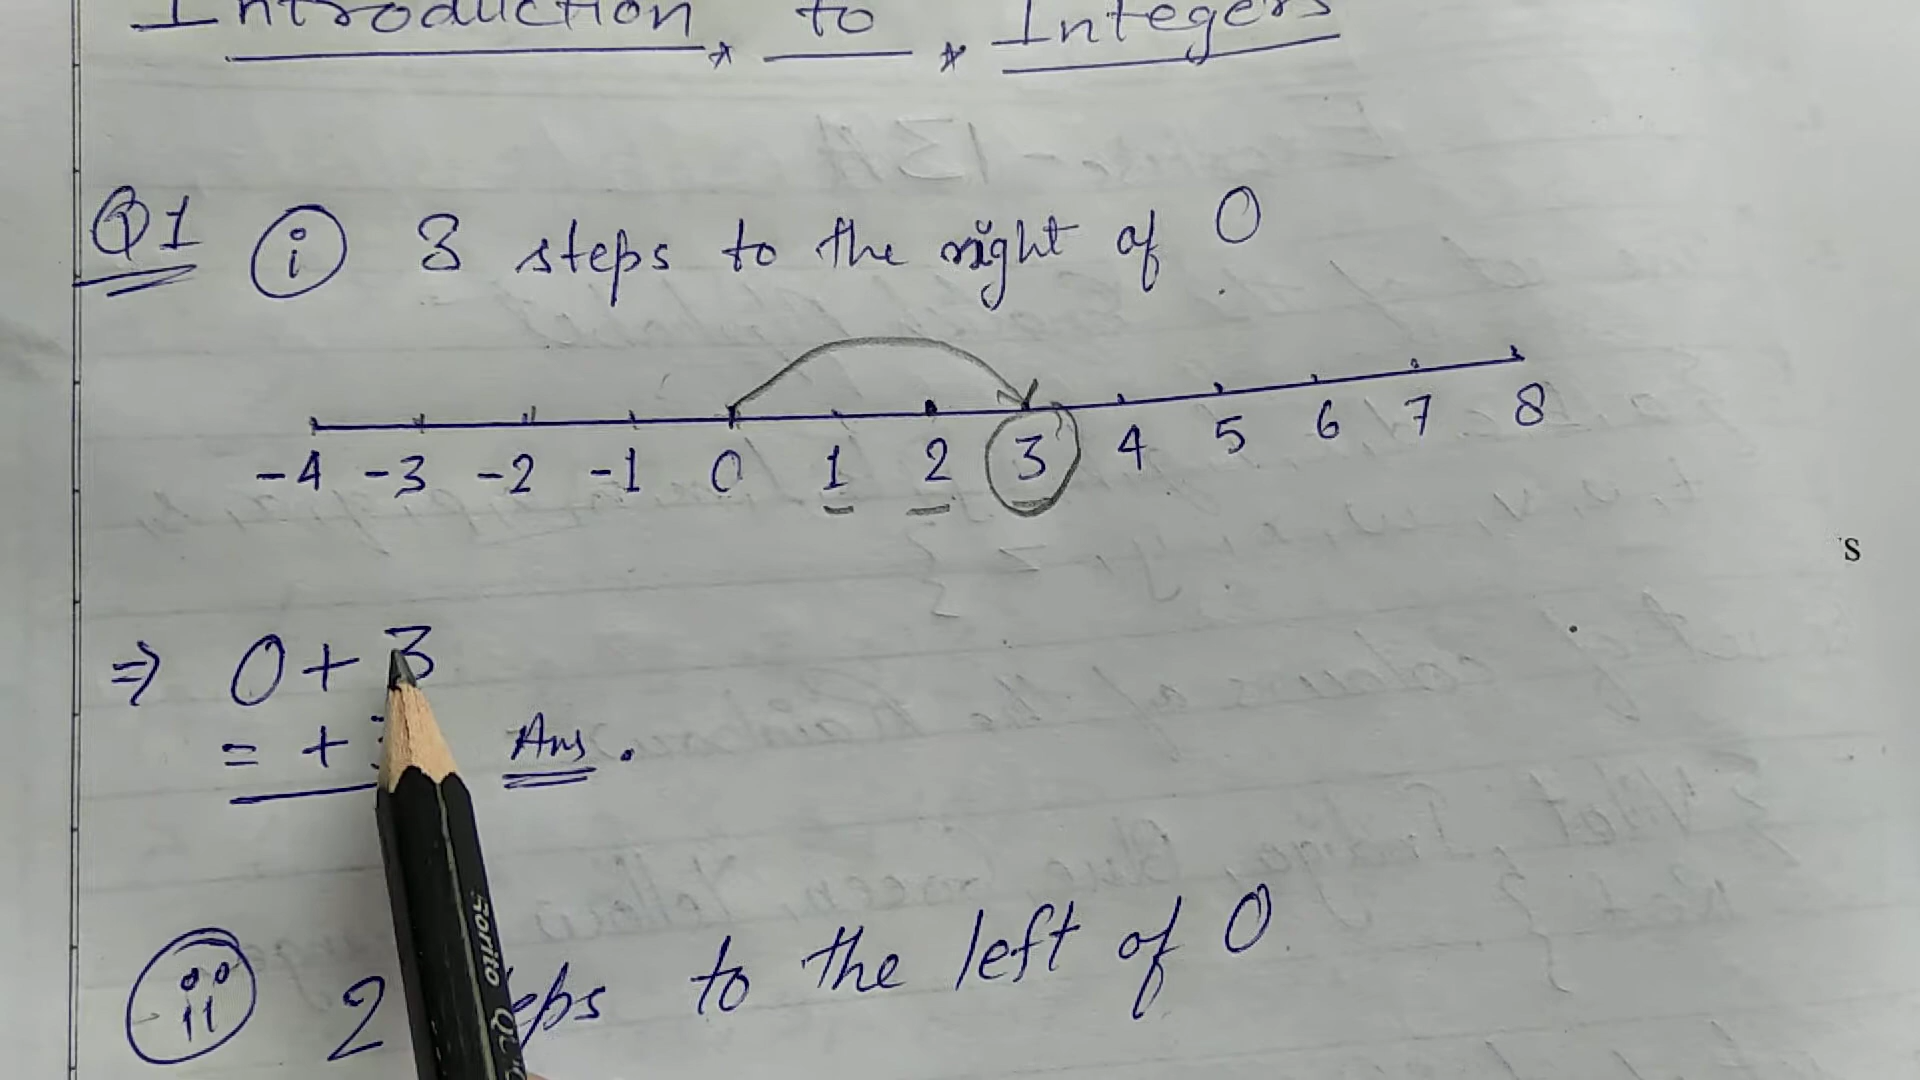 Introduction to Integers
Q1 (i) 3 steps to the right of 0
-4 -3 -2 -1 0 1 2 3 4 5 6 7 8
s
⇒ 0+3
= + Ans.
(ii) 2 to the left of 0